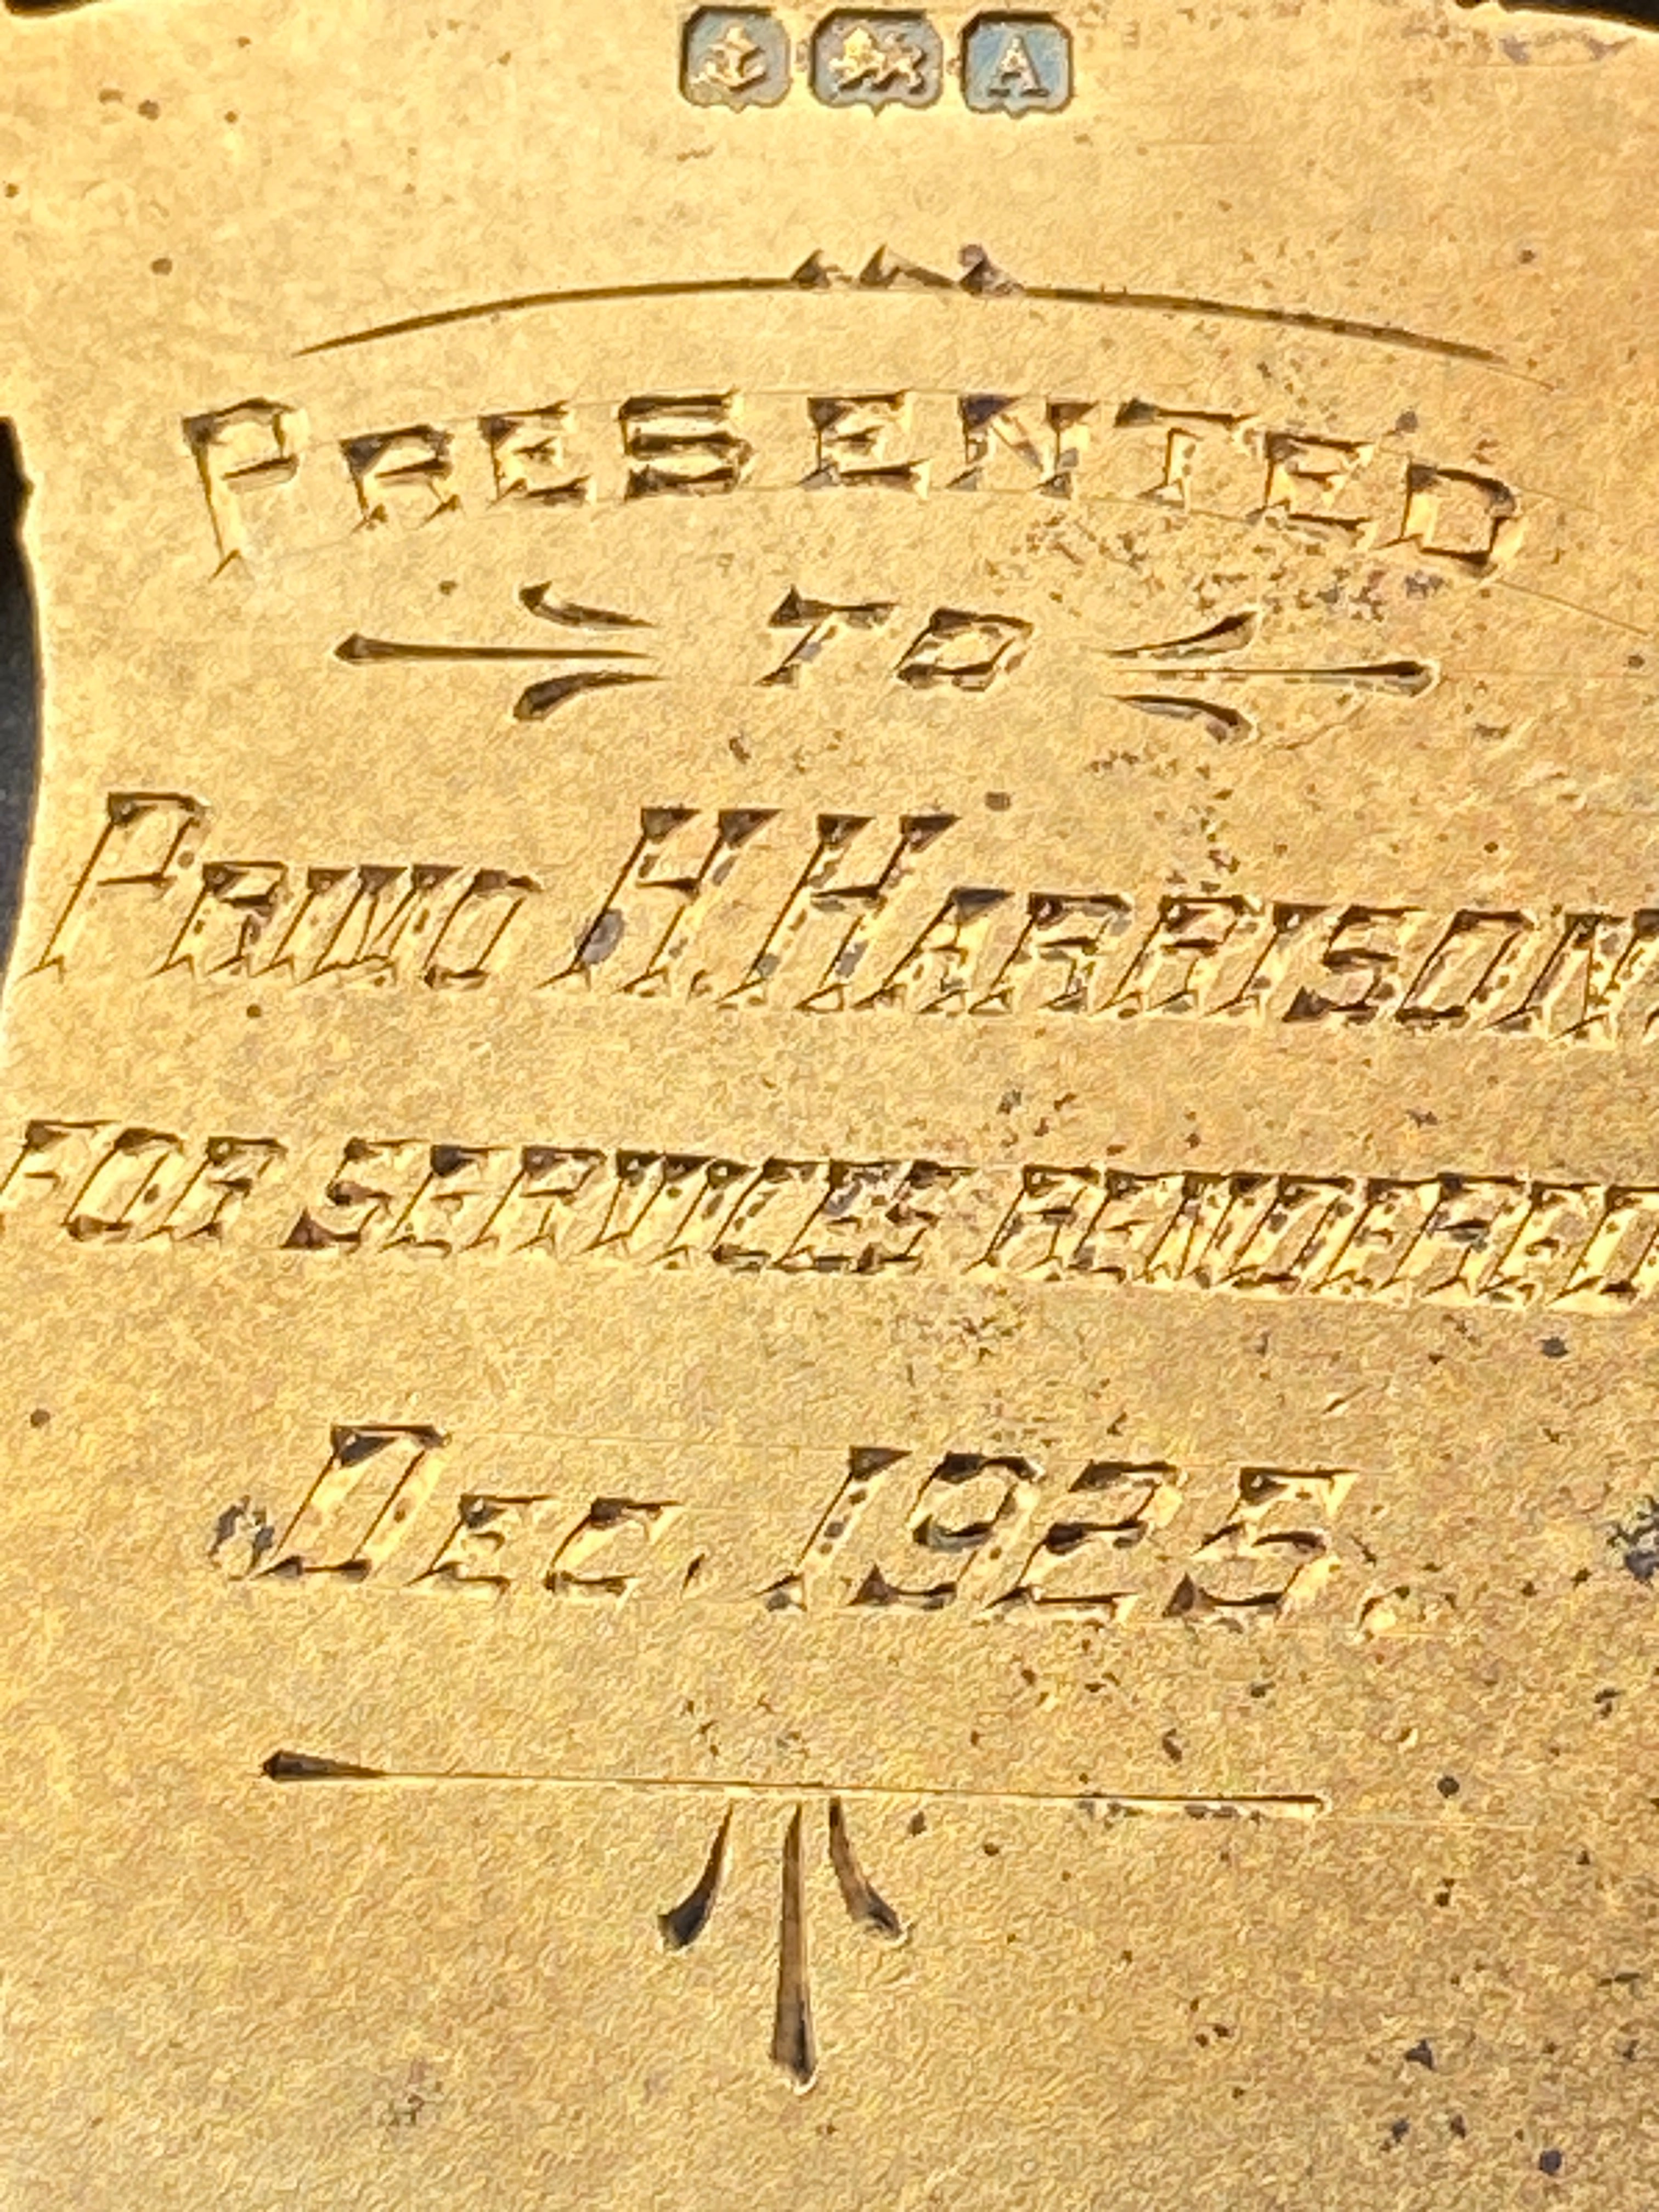 A
PRESENTED
TO
PRIMO H. HARRISON.
FOR SERVICES RENDERED
DEC. 1925.